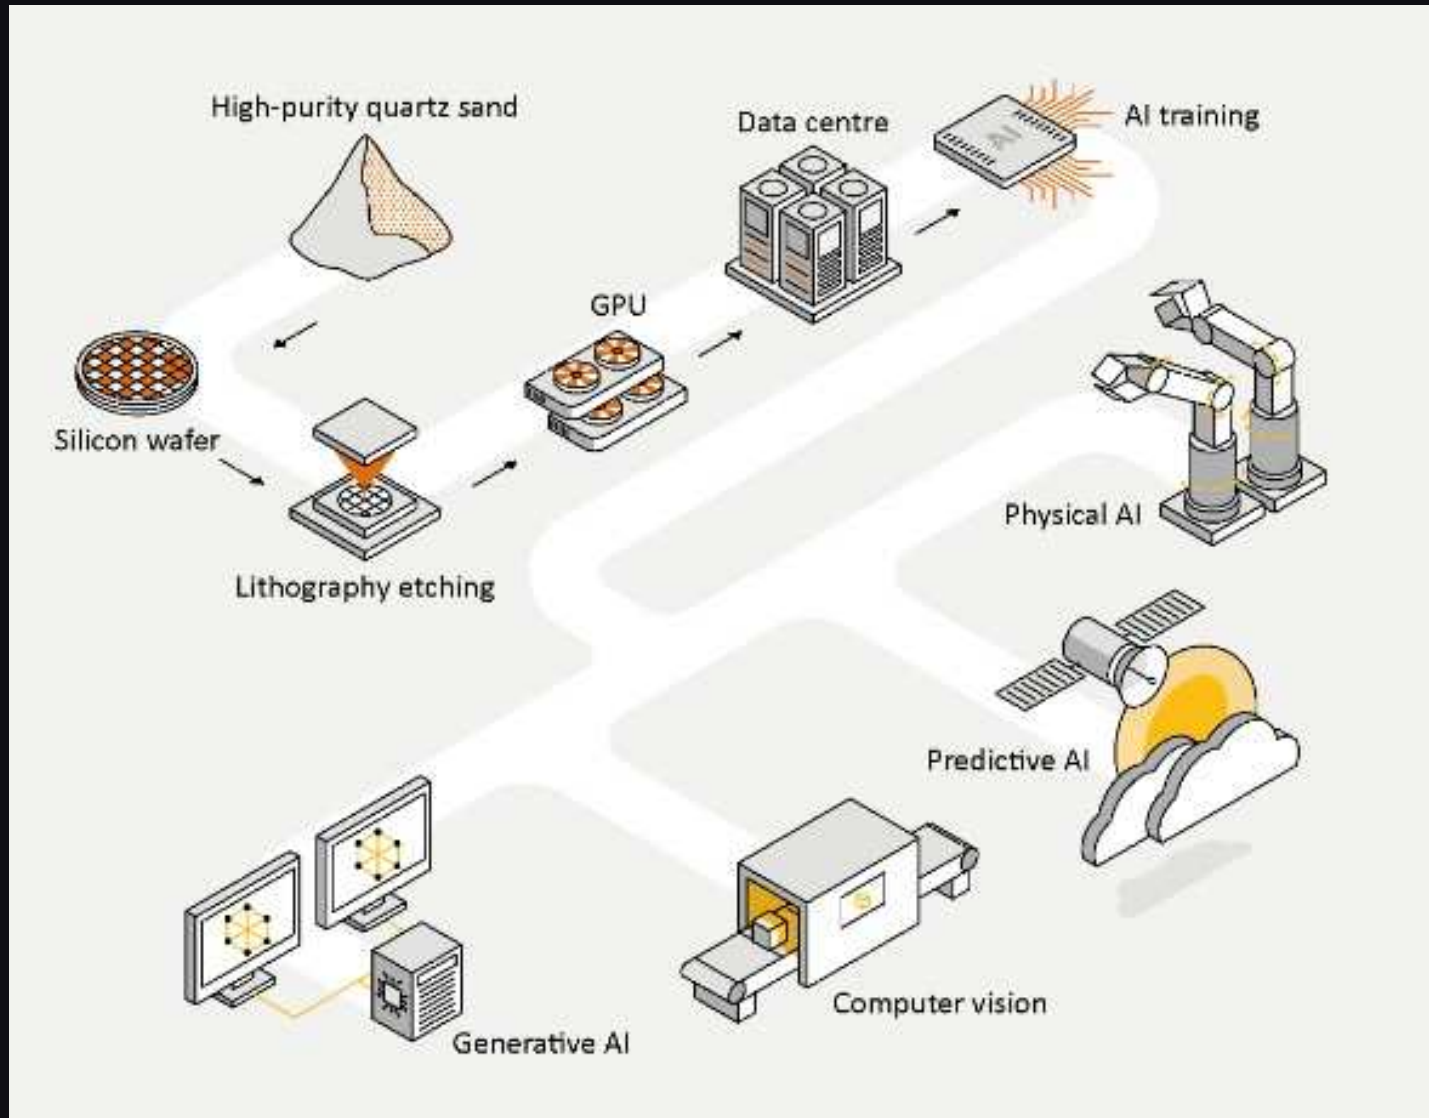 High-purity quartz sand
Silicon wafer
Lithography etching
GPU
Data centre
AI
AI training
Physical AI
Predictive AI
Computer vision
Generative AI